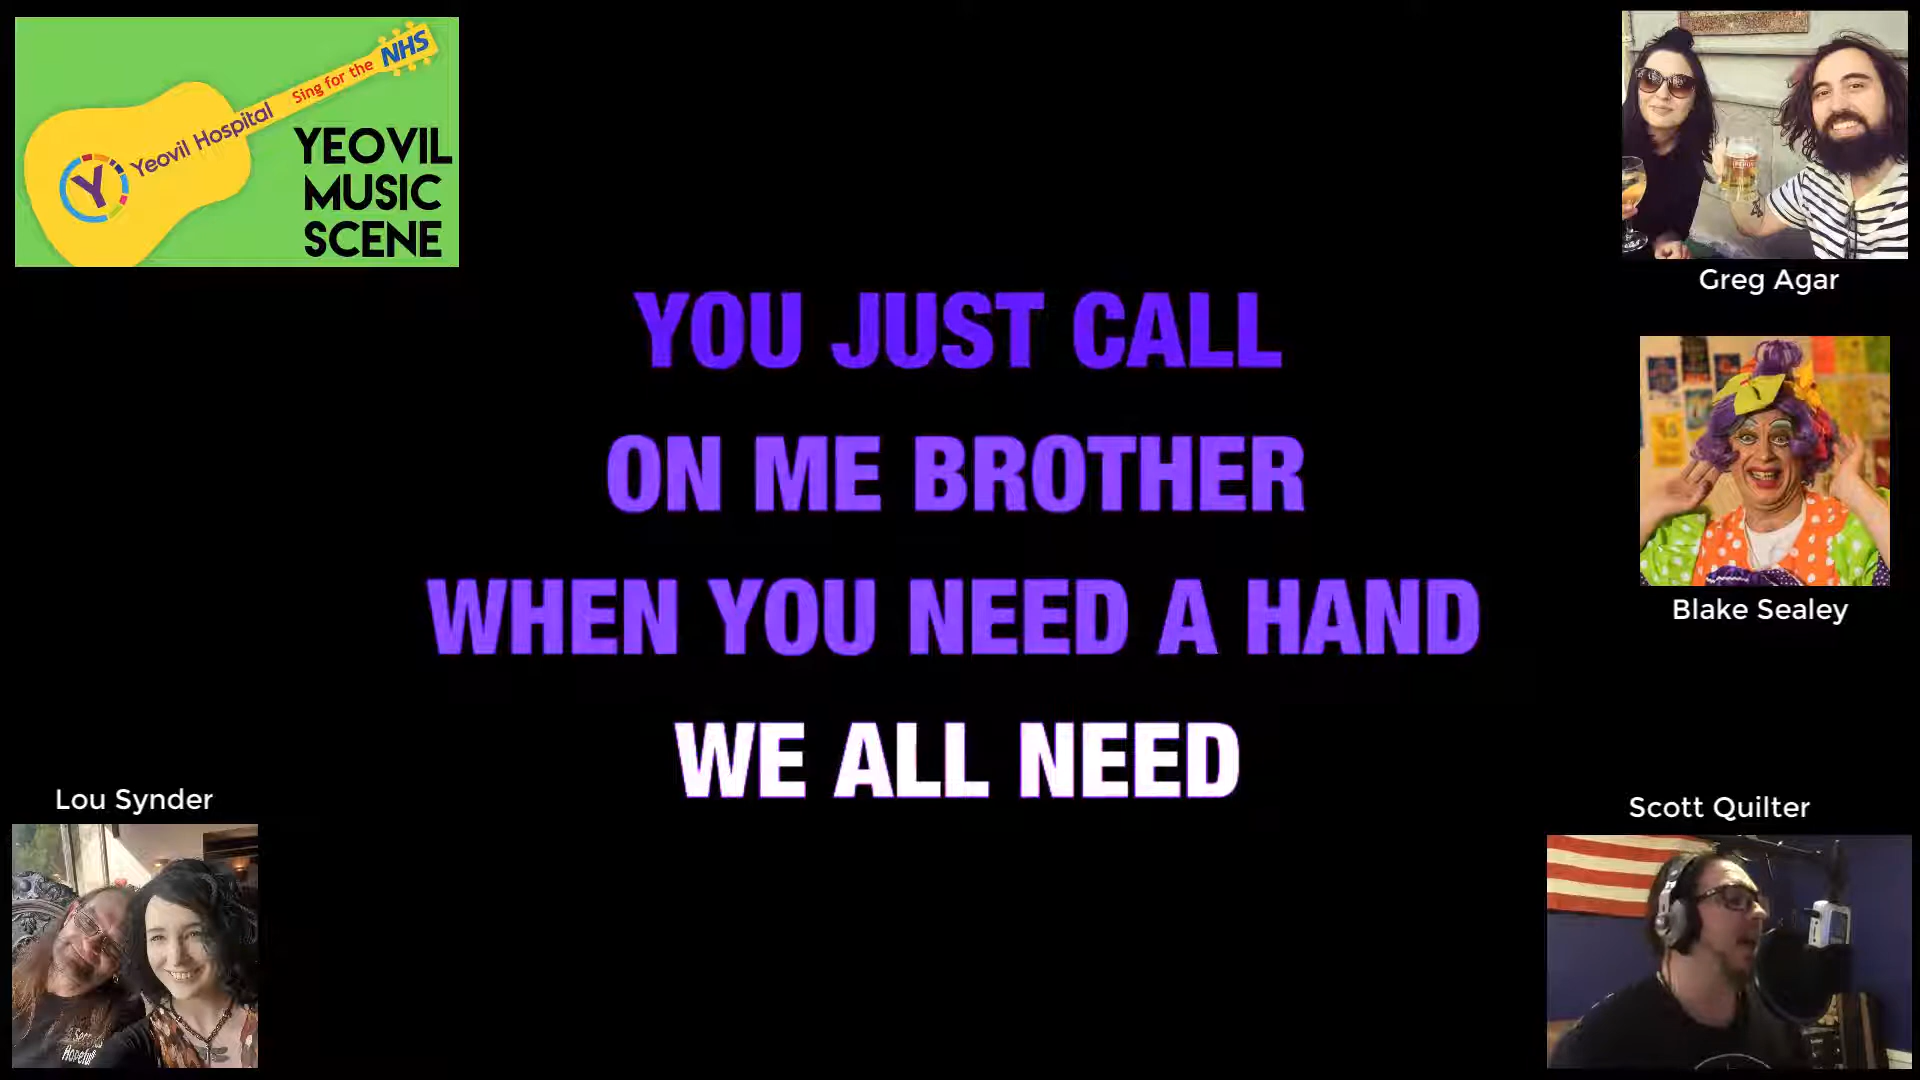 Yeovil Hospital Sing for the NHS
Y
YEOVIL
MUSIC
SCENE
Greg Agar
YOU JUST CALL
ON ME BROTHER
Blake Sealey
WHEN YOU NEED A HAND
WE ALL NEED
Lou Synder
Scott Quilter
Hopeful